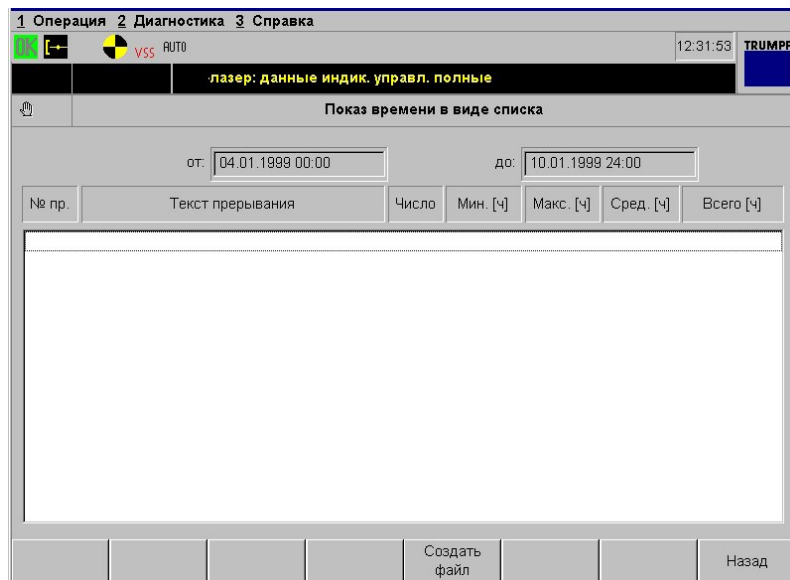 1 Операция 2 Диагностика 3 Справка
OK VSS AUTO 12:31:53 TRUMPF
лазер: данные индик. управл. полные
Показ времени в виде списка
от: 04.01.1999 00:00 до: 10.01.1999 24:00
№ пр. Текст прерывания Число Мин. [ч] Макс. [ч] Сред. [ч] Всего [ч]
Создать
файл
Назад